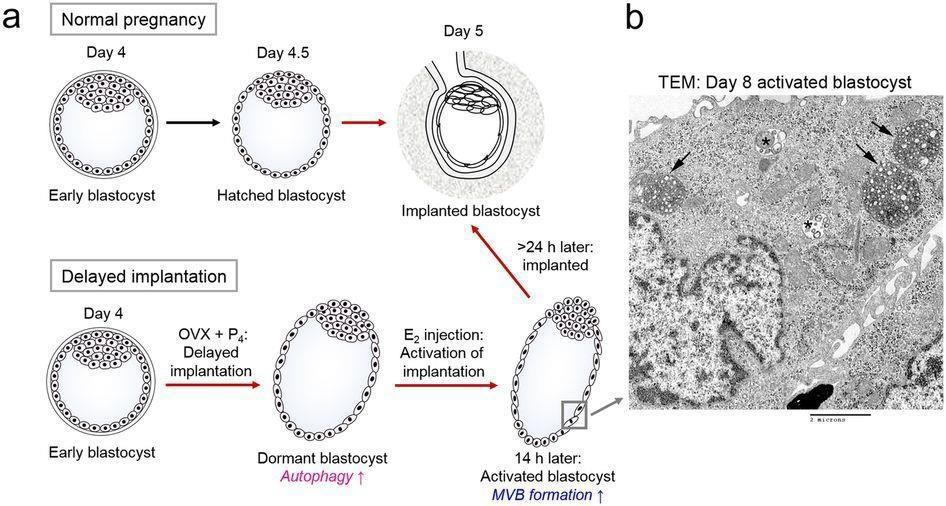 a
Normal pregnancy
Day 4
Day 4.5
Day 5
Early blastocyst
Hatched blastocyst
Implanted blastocyst
>24 h later:
implanted
Delayed implantation
Day 4
OVX + P₄:
Delayed
implantation
E₂ injection:
Activation of
implantation
Early blastocyst
Dormant blastocyst
Autophagy ↑
14 h later:
Activated blastocyst
MVB formation ↑
b
TEM: Day 8 activated blastocyst
*
*
2 microns